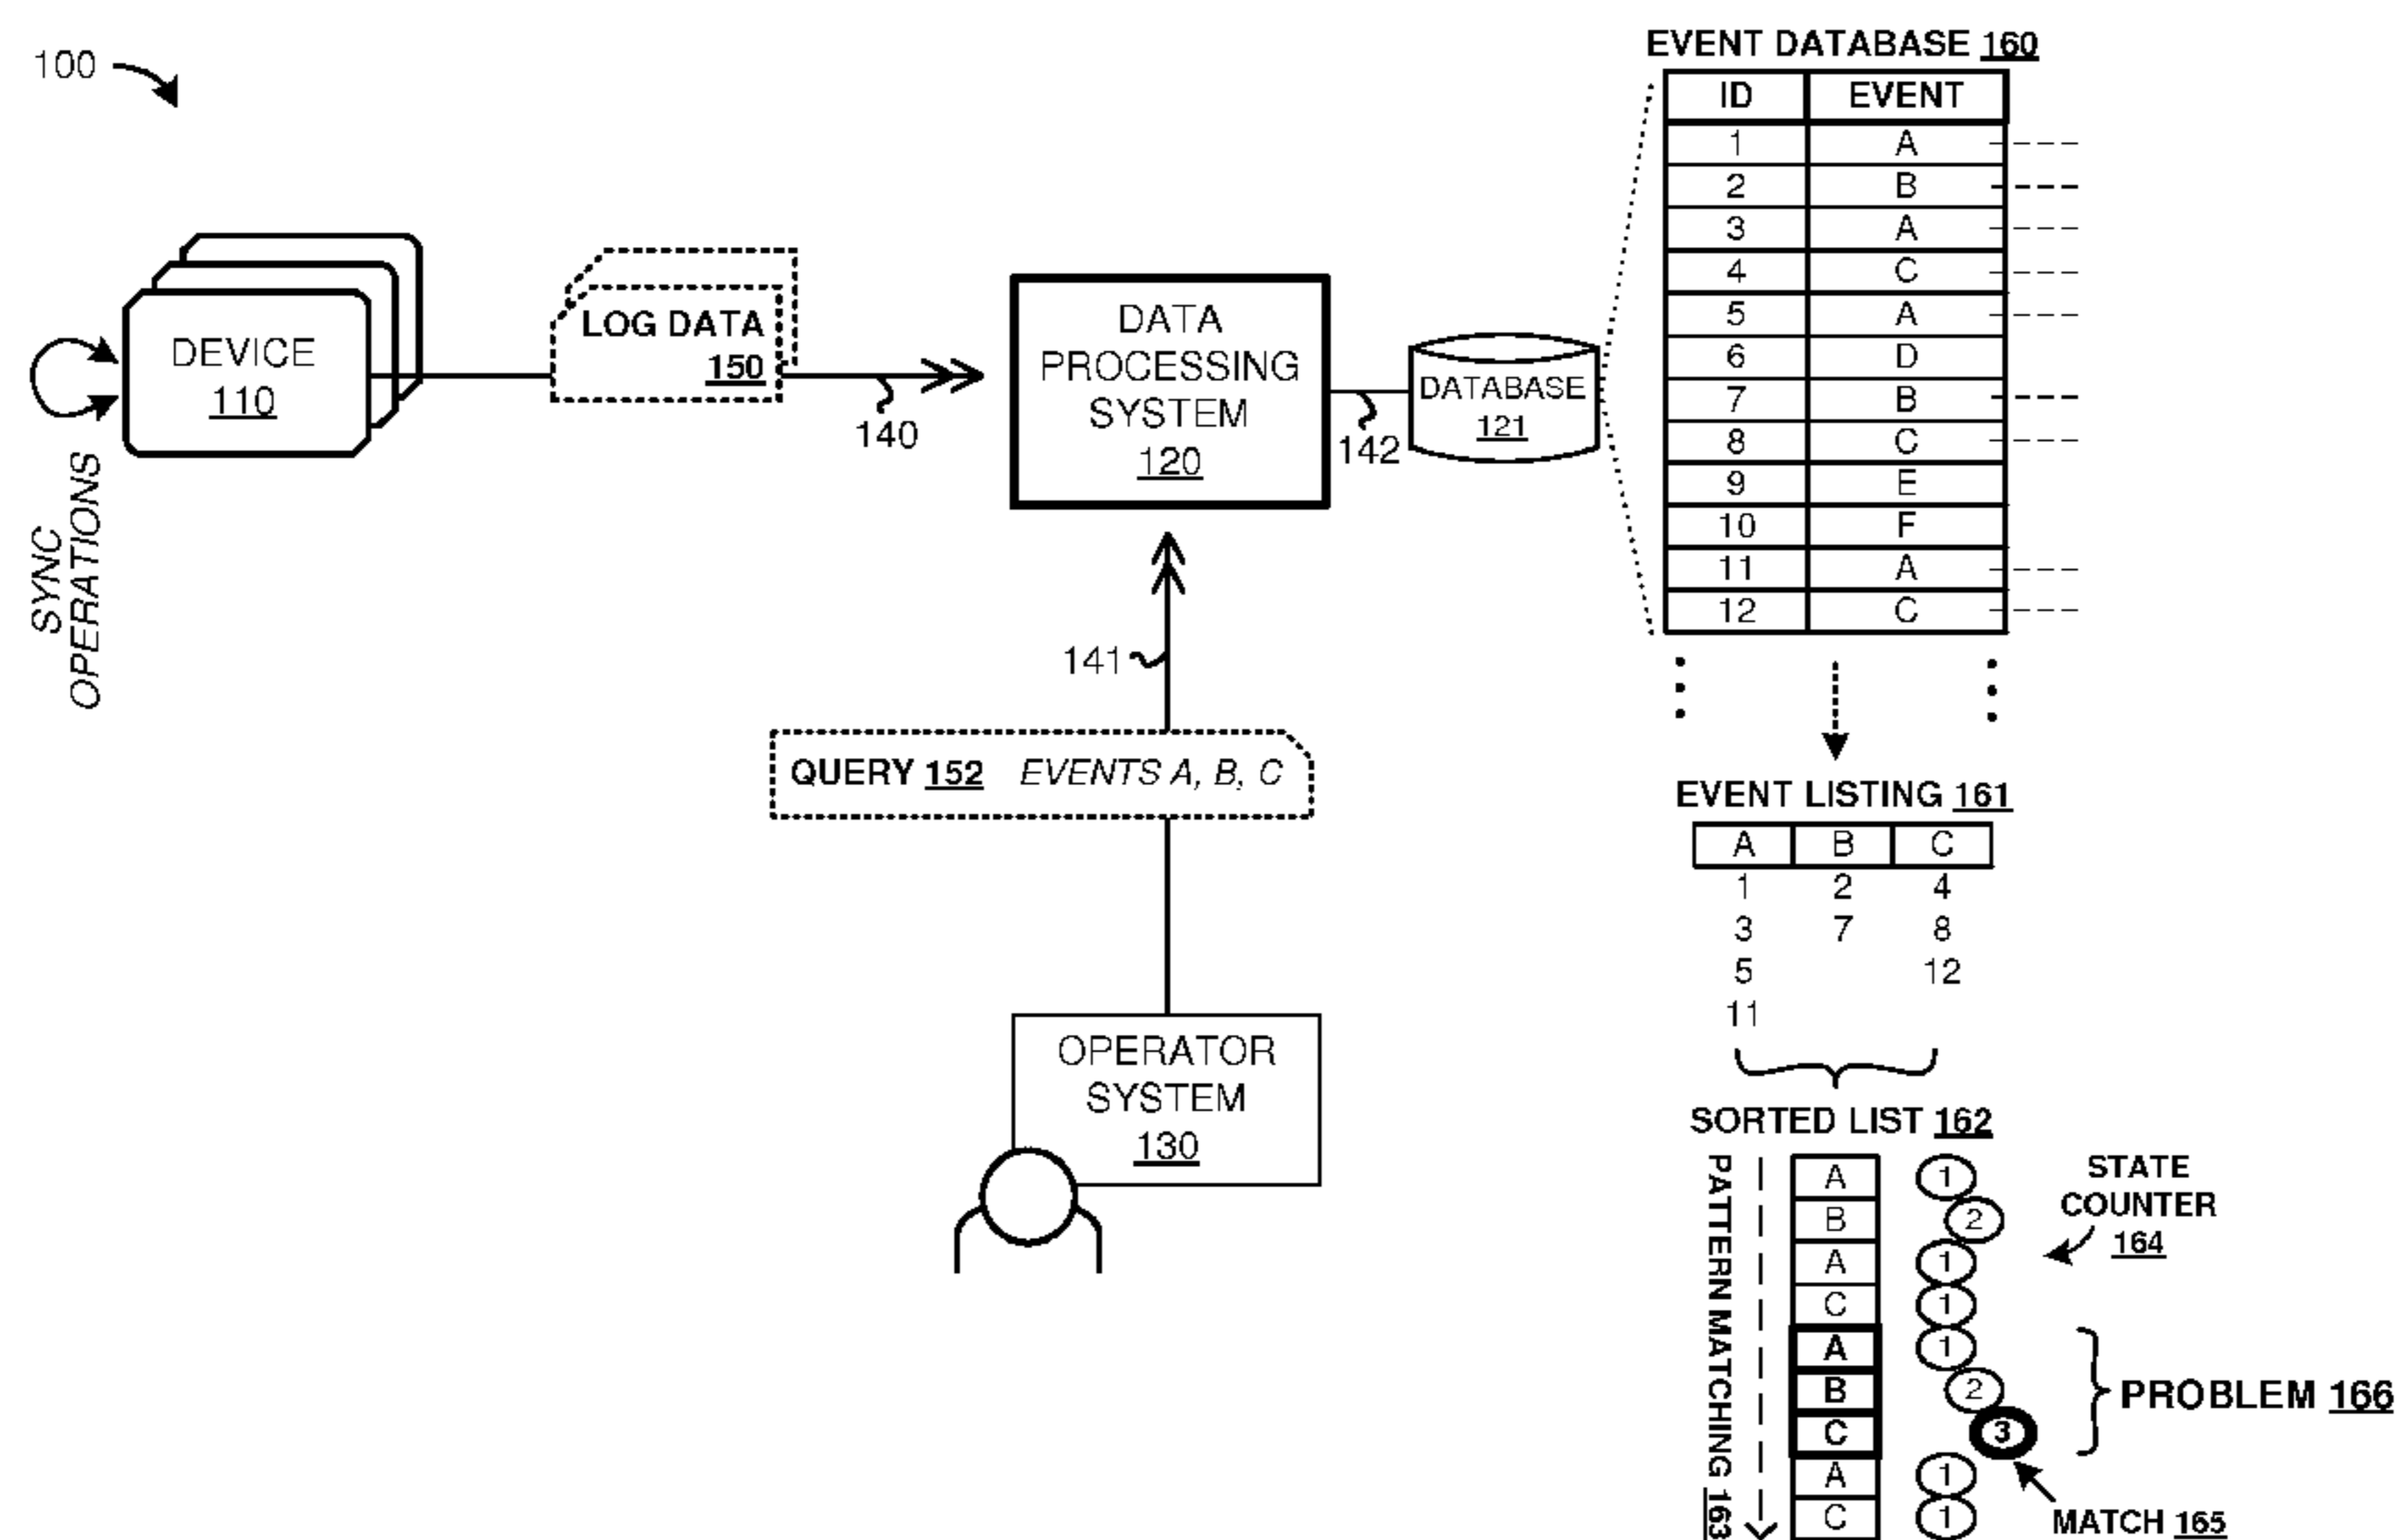 100
DEVICE
110
SYNC
OPERATIONS
LOG DATA
150
140
DATA
PROCESSING
SYSTEM
120
142
DATABASE
121
141
QUERY 152 EVENTS A, B, C
OPERATOR
SYSTEM
130
EVENT DATABASE 160
ID EVENT
1 A
2 B
3 A
4 C
5 A
6 D
7 B
8 C
9 E
10 F
11 A
12 C
EVENT LISTING 161
A B C
1 2 4
3 7 8
5 12
11
SORTED LIST 162
PATTERN MATCHING 163
A 1
B 2
A 1
C 1
A 1
B 2
C 3
A 1
C 1
STATE
COUNTER
164
PROBLEM 166
MATCH 165